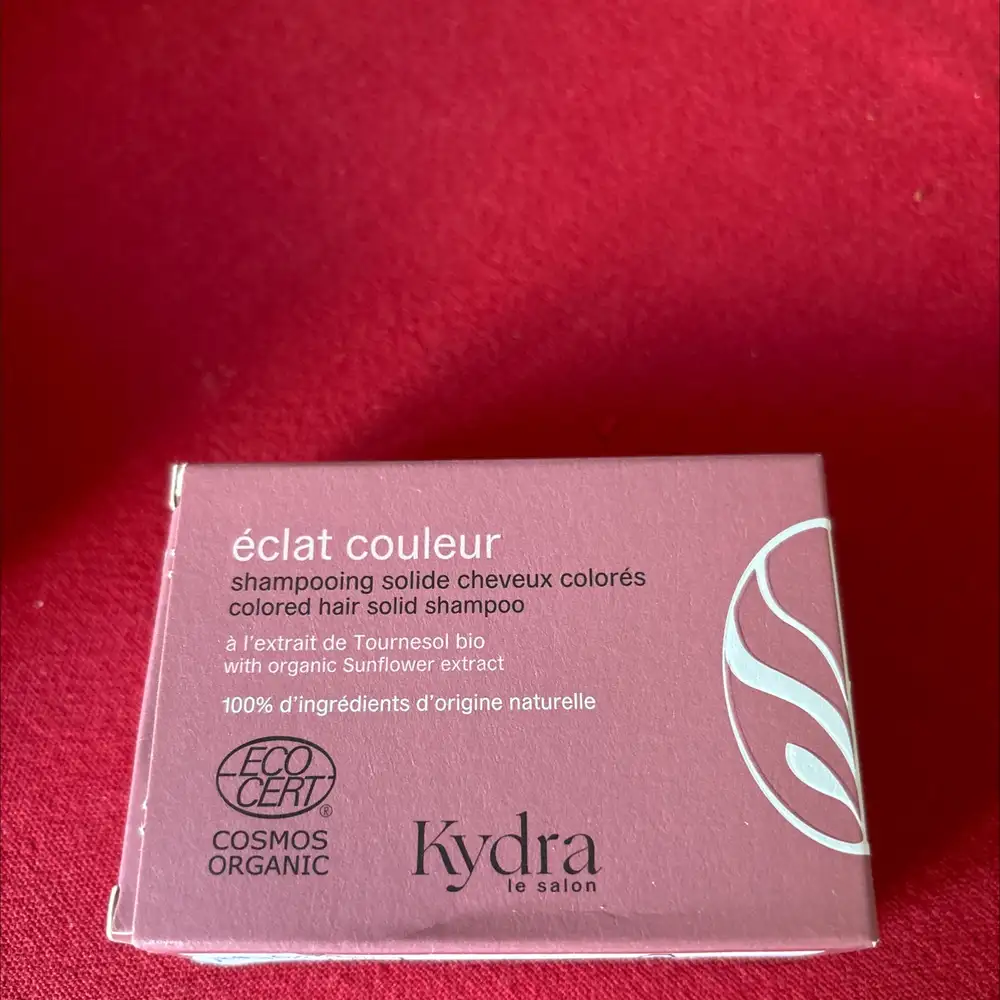 éclat couleur
shampooing solide cheveux colorés
colored hair solid shampoo
à l'extrait de Tournesol bio
with organic Sunflower extract
100% d'ingrédients d'origine naturelle
ECO
CERT®
COSMOS
ORGANIC
Kydra
le salon